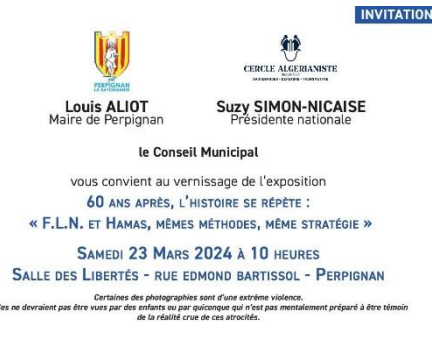 INVITATION
PERPIGNAN
LA RAYONNANTE
CERCLE ALGERIANISTE
Louis ALIOT
Maire de Perpignan
Suzy SIMON-NICAISE
Présidente nationale
le Conseil Municipal
vous convient au vernissage de l'exposition
60 ANS APRÈS, L'HISTOIRE SE RÉPÈTE :
« F.L.N. ET HAMAS, MÊMES MÉTHODES, MÊME STRATÉGIE »
SAMEDI 23 MARS 2024 À 10 HEURES
SALLE DES LIBERTÉS - RUE EDMOND BARTISSOL - PERPIGNAN
Certaines des photographies sont d'une extrême violence.
les ne devraient pas être vues par des enfants ou par quiconque qui n'est pas mentalement préparé à être témoin
de la réalité crue de ces atrocités.